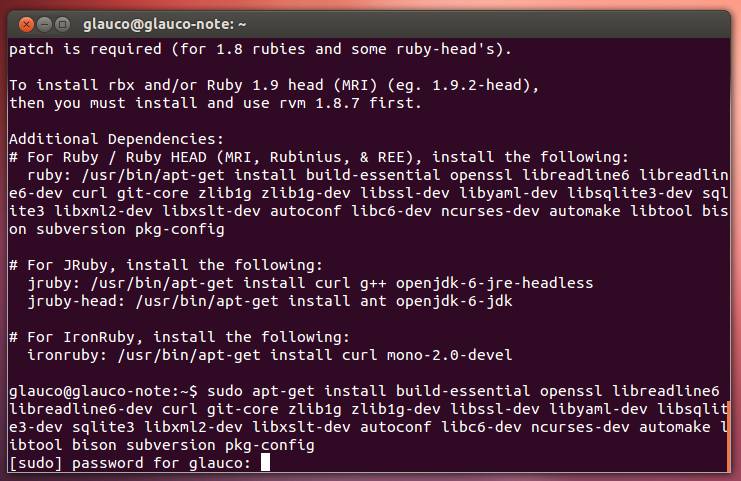 glauco@glauco-note: ~
patch is required (for 1.8 rubies and some ruby-head's).
To install rbx and/or Ruby 1.9 head (MRI) (eg. 1.9.2-head),
then you must install and use rvm 1.8.7 first.
Additional Dependencies:
# For Ruby / Ruby HEAD (MRI, Rubinius, & REE), install the following:
  ruby: /usr/bin/apt-get install build-essential openssl libreadline6 libreadlin
e6-dev curl git-core zlib1g zlib1g-dev libssl-dev libyaml-dev libsqlite3-dev sql
ite3 libxml2-dev libxslt-dev autoconf libc6-dev ncurses-dev automake libtool bis
on subversion pkg-config
# For JRuby, install the following:
  jruby: /usr/bin/apt-get install curl g++ openjdk-6-jre-headless
  jruby-head: /usr/bin/apt-get install ant openjdk-6-jdk
# For IronRuby, install the following:
  ironruby: /usr/bin/apt-get install curl mono-2.0-devel
glauco@glauco-note:~$ sudo apt-get install build-essential openssl libreadline6
libreadline6-dev curl git-core zlib1g zlib1g-dev libssl-dev libyaml-dev libsqlit
e3-dev sqlite3 libxml2-dev libxslt-dev autoconf libc6-dev ncurses-dev automake l
ibtool bison subversion pkg-config
[sudo] password for glauco: